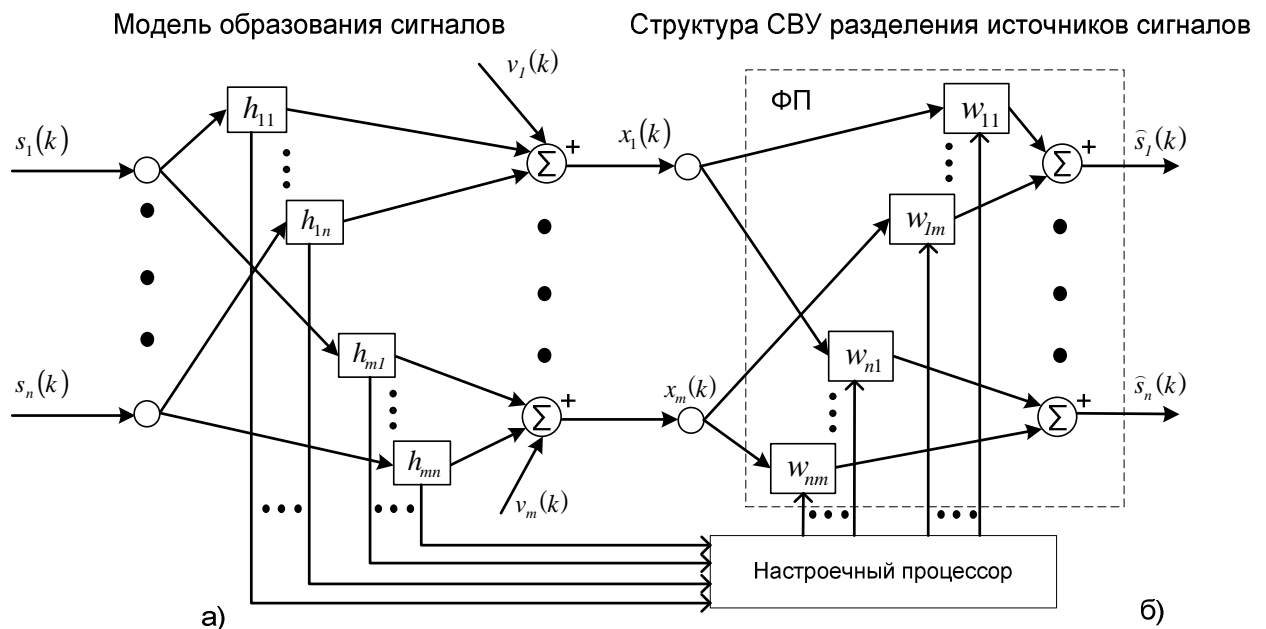 Модель образования сигналов
Структура СВУ разделения источников сигналов
v₁(k)
ФП
h₁₁
w₁₁
s₁(k)
x₁(k)
ŝ₁(k)
Σ
+
Σ
+
h₁ₙ
w₁ₘ
hₘ₁
wₙ₁
sₙ(k)
xₘ(k)
ŝₙ(k)
Σ
+
Σ
+
hₘₙ
wₙₘ
vₘ(k)
Настроечный процессор
а)
б)